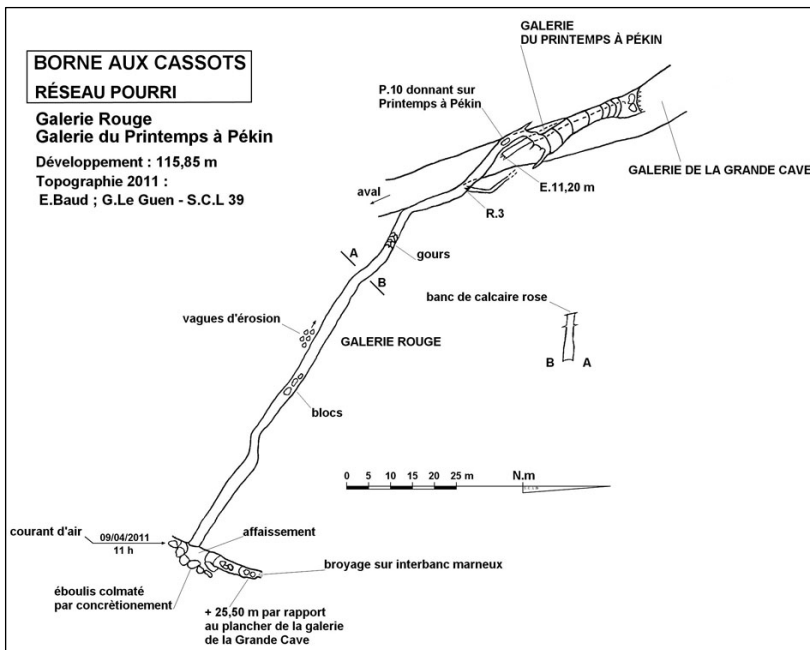 BORNE AUX CASSOTS
RÉSEAU POURRI
Galerie Rouge
Galerie du Printemps à Pékin
Développement : 115,85 m
Topographie 2011 :
E.Baud ; G.Le Guen - S.C.L 39
GALERIE
DU PRINTEMPS À PÉKIN
P.10 donnant sur
Printemps à Pékin
GALERIE DE LA GRANDE CAVE
E.11,20 m
aval
R.3
A
gours
B
banc de calcaire rose
vagues d'érosion
GALERIE ROUGE
B A
blocs
0 5 10 15 20 25 m
N.m
courant d'air
09/04/2011
11 h
affaissement
broyage sur interbanc marneux
éboulis colmaté
par concrètionement
+ 25,50 m par rapport
au plancher de la galerie
de la Grande Cave